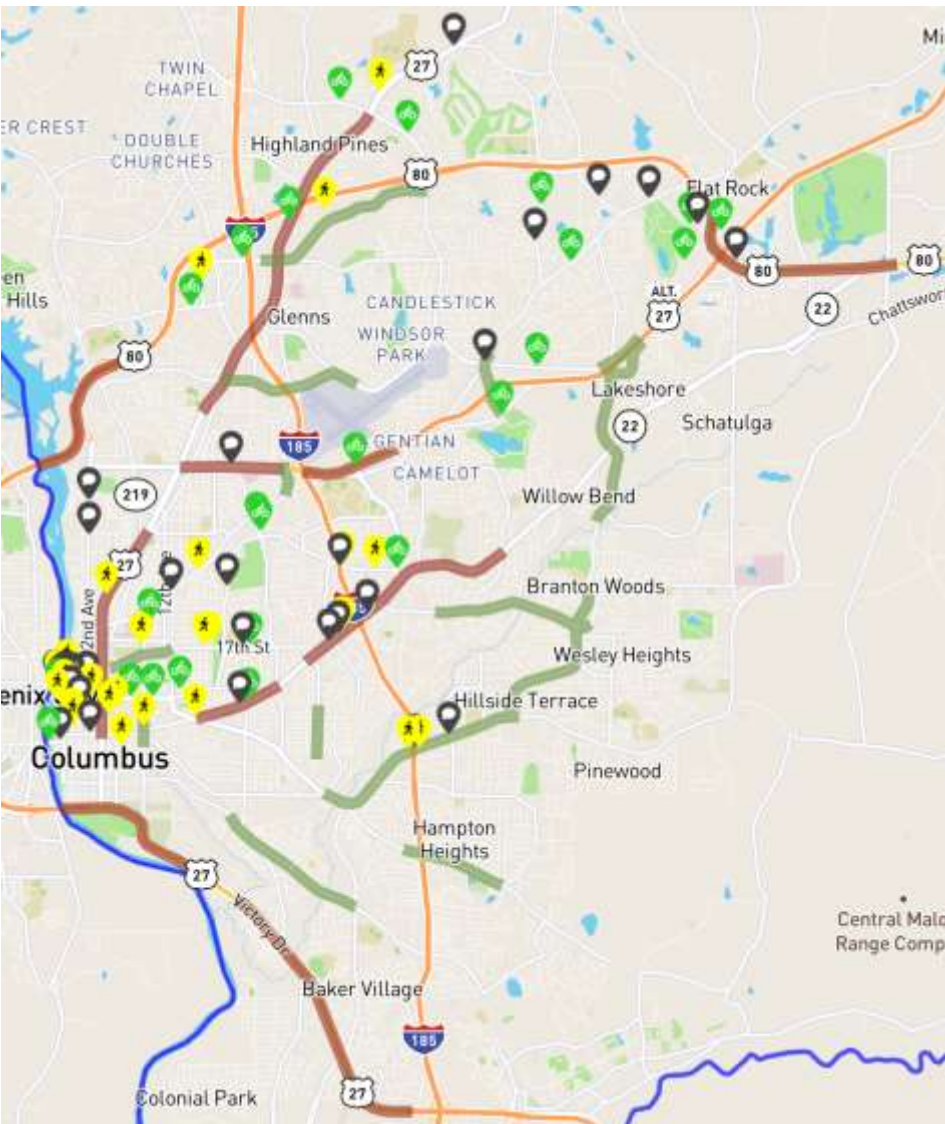 Mi
27
TWIN
CHAPEL
ER CREST
DOUBLE
CHURCHES
Highland Pines
80
Flat Rock
80
80
en
Hills
CANDLESTICK
ALT.
27
22
Chattswor
Glenns
WINDSOR
PARK
80
Lakeshore
22
Schatulga
185
GENTIAN
CAMELOT
219
Willow Bend
27
2nd Ave
Branton Woods
17th St
Wesley Heights
enix
Hillside Terrace
Columbus
Pinewood
Hampton
Heights
27
Victory Dr.
Central Malo
Range Comp
Baker Village
185
27
Colonial Park